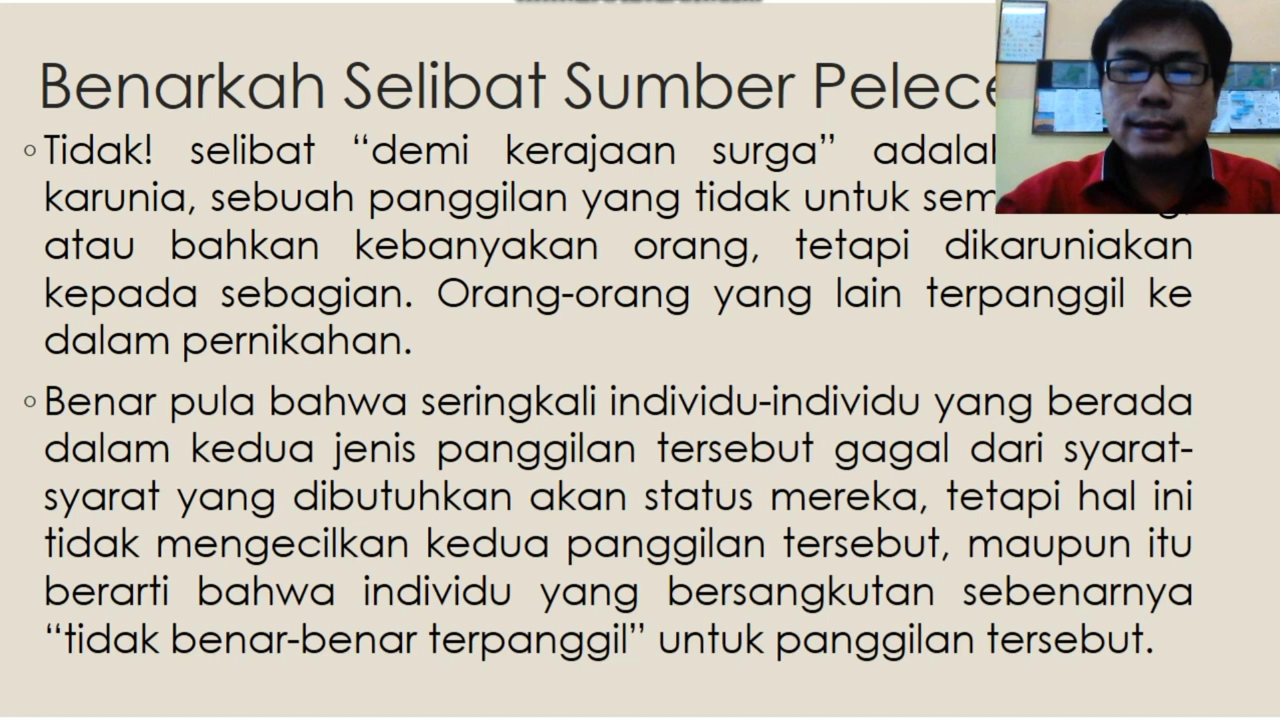 Benarkah Selibat Sumber
◦ Tidak! selibat “demi kerajaan surga”
karunia, sebuah panggilan yang tidak untuk
atau bahkan kebanyakan orang, tetapi dikaruniakan
kepada sebagian. Orang-orang yang lain terpanggil ke
dalam pernikahan.
◦ Benar pula bahwa seringkali individu-individu yang berada
dalam kedua jenis panggilan tersebut gagal dari syarat-
syarat yang dibutuhkan akan status mereka, tetapi hal ini
tidak mengecilkan kedua panggilan tersebut, maupun itu
berarti bahwa individu yang bersangkutan sebenarnya
“tidak benar-benar terpanggil” untuk panggilan tersebut.